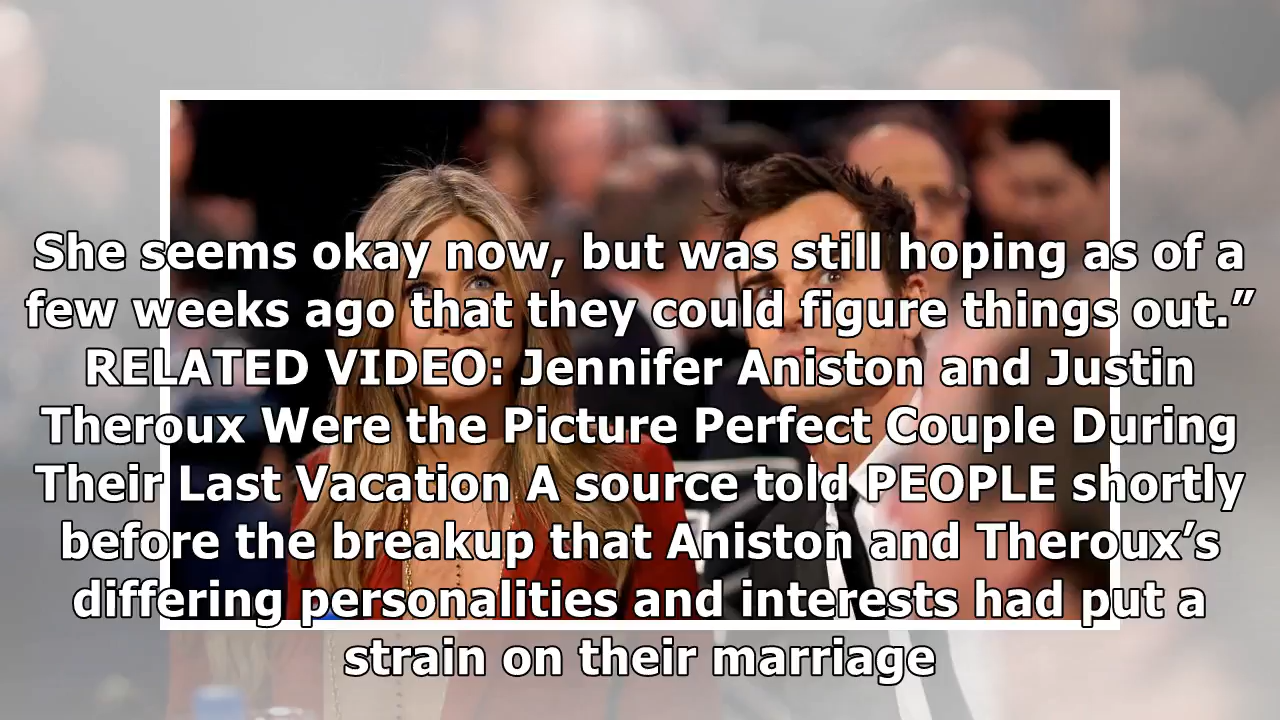 She seems okay now, but was still hoping as of a
few weeks ago that they could figure things out.”
RELATED VIDEO: Jennifer Aniston and Justin
Theroux Were the Picture Perfect Couple During
Their Last Vacation A source told PEOPLE shortly
before the breakup that Aniston and Theroux’s
differing personalities and interests had put a
strain on their marriage